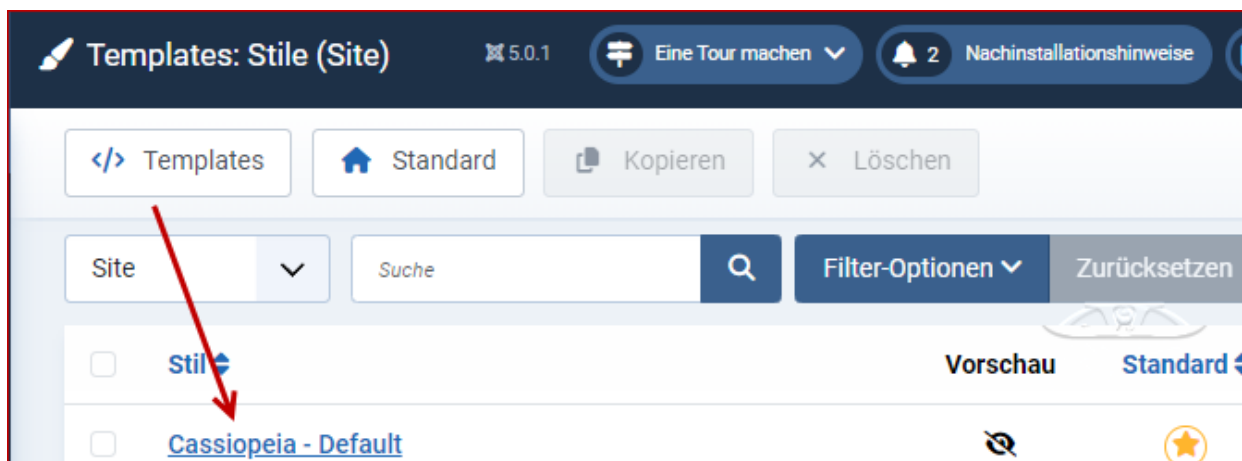 Templates: Stile (Site) 5.0.1 Eine Tour machen 2 Nachinstallationshinweise
</> Templates Standard Kopieren × Löschen
Site Suche Filter-Optionen Zurücksetzen
Stil Vorschau Standard
Cassiopeia - Default